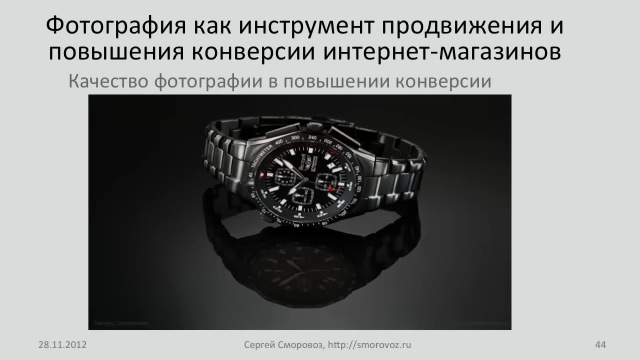 Фотография как инструмент продвижения и
повышения конверсии интернет-магазинов
Качество фотографии в повышении конверсии
TACHYMETER
28.11.2012
Сергей Сморовоз, http://smorovoz.ru
44